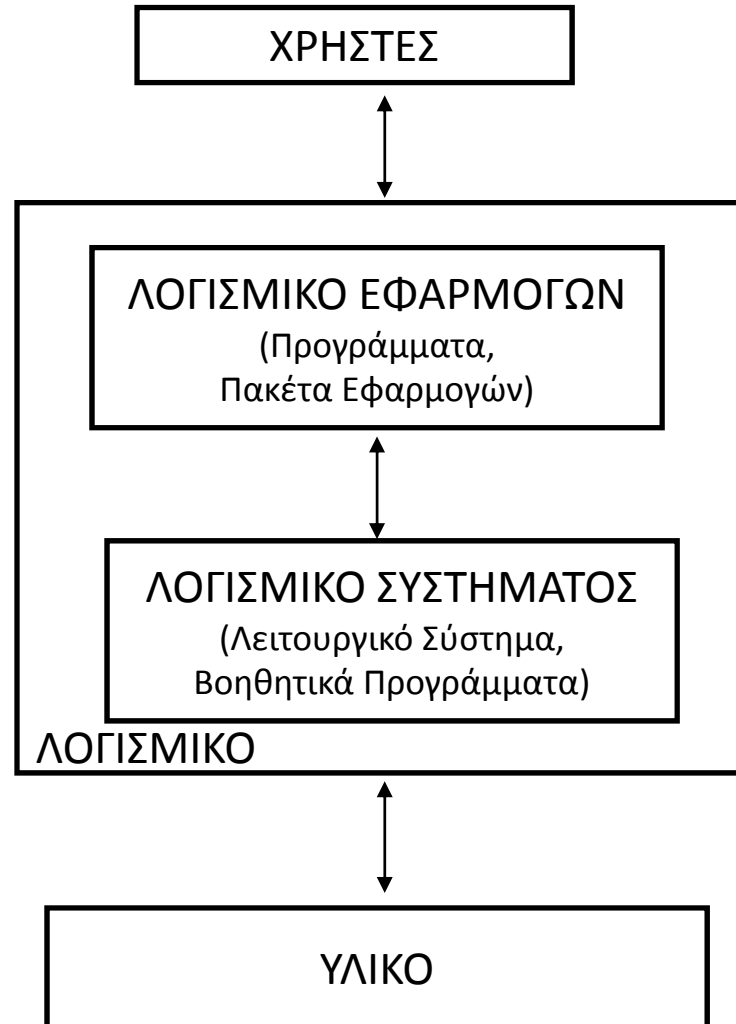 ΧΡΗΣΤΕΣ
ΛΟΓΙΣΜΙΚΟ ΕΦΑΡΜΟΓΩΝ
(Προγράμματα,
Πακέτα Εφαρμογών)
ΛΟΓΙΣΜΙΚΟ ΣΥΣΤΗΜΑΤΟΣ
(Λειτουργικό Σύστημα,
Βοηθητικά Προγράμματα)
ΛΟΓΙΣΜΙΚΟ
ΥΛΙΚΟ